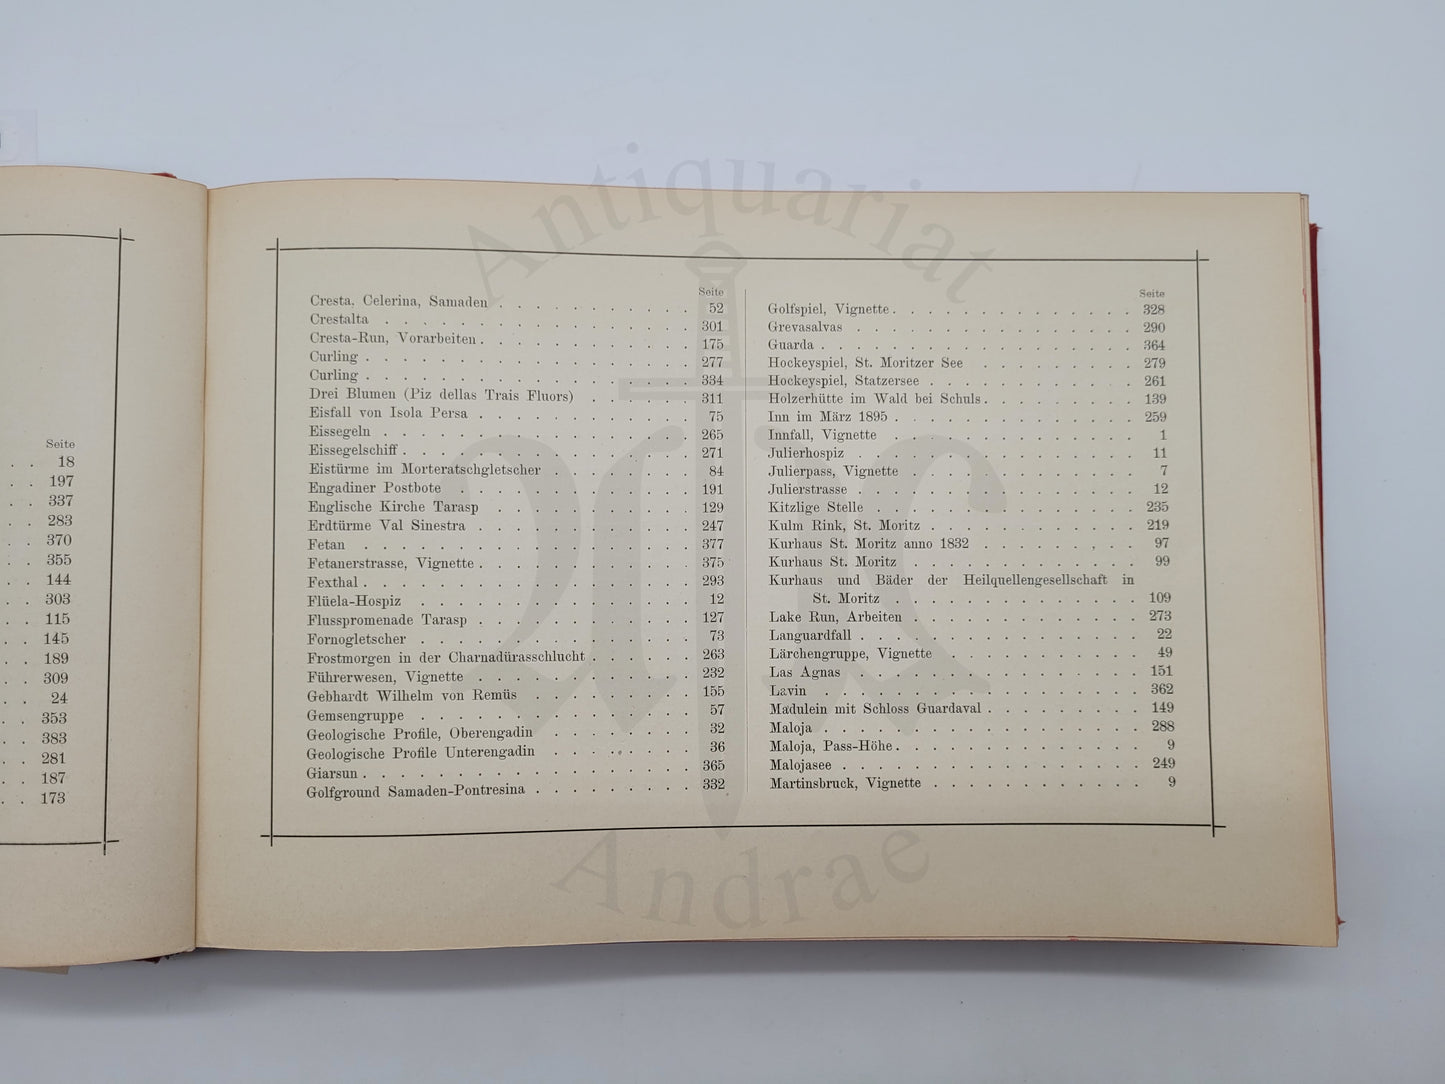 Seite
18
197
337
283
370
355
144
303
115
145
189
309
24
353
383
281
187
173
Seite
Cresta, Celerina, Samaden . . . . . . . . . . 52
Crestalta . . . . . . . . . . . . . . . . 301
Cresta-Run, Vorarbeiten . . . . . . . . . . . 175
Curling . . . . . . . . . . . . . . . . . 277
Curling . . . . . . . . . . . . . . . . . 334
Drei Blumen (Piz dellas Trais Fluors) . . . . . . 311
Eisfall von Isola Persa . . . . . . . . . . . 75
Eissegeln . . . . . . . . . . . . . . . . 265
Eissegelschiff . . . . . . . . . . . . . . . 271
Eistürme im Morteratschgletscher . . . . . . . . 84
Engadiner Postbote . . . . . . . . . . . . 191
Englische Kirche Tarasp . . . . . . . . . . . 129
Erdtürme Val Sinestra . . . . . . . . . . . 247
Fetan . . . . . . . . . . . . . . . . . 377
Fetanerstrasse, Vignette . . . . . . . . . . . 375
Fexthal . . . . . . . . . . . . . . . . . 293
Flüela-Hospiz . . . . . . . . . . . . . . 12
Flusspromenade Tarasp . . . . . . . . . . . 127
Fornogletscher . . . . . . . . . . . . . . 73
Frostmorgen in der Charnadürasschlucht . . . . . . 263
Führerwesen, Vignette . . . . . . . . . . . 232
Gebhardt Wilhelm von Remüs . . . . . . . . . 155
Gemsengruppe . . . . . . . . . . . . . . 57
Geologische Profile, Oberengadin . . . . . . . . 32
Geologische Profile Unterengadin . . . . . . . . 36
Giarsun . . . . . . . . . . . . . . . . . 365
Golfground Samaden-Pontresina . . . . . . . . . 332
Seite
Golfspiel, Vignette . . . . . . . . . . . . . 328
Grevasalvas . . . . . . . . . . . . . . . 290
Guarda . . . . . . . . . . . . . . . . . 364
Hockeyspiel, St. Moritzer See . . . . . . . . . 279
Hockeyspiel, Statzersee . . . . . . . . . . . 261
Holzerhütte im Wald bei Schuls . . . . . . . . . 139
Inn im März 1895 . . . . . . . . . . . . . 259
Innfall, Vignette . . . . . . . . . . . . . 1
Julierhospiz . . . . . . . . . . . . . . . 11
Julierpass, Vignette . . . . . . . . . . . . 7
Julierstrasse . . . . . . . . . . . . . . . 12
Kitzlige Stelle . . . . . . . . . . . . . . 235
Kulm Rink, St. Moritz . . . . . . . . . . . 219
Kurhaus St. Moritz anno 1832 . . . . . . . . . 97
Kurhaus St. Moritz . . . . . . . . . . . . 99
Kurhaus und Bäder der Heilquellengesellschaft in
St. Moritz . . . . . . . . . . . . . 109
Lake Run, Arbeiten . . . . . . . . . . . . 273
Languardfall . . . . . . . . . . . . . . . 22
Lärchengruppe, Vignette . . . . . . . . . . . 49
Las Agnas . . . . . . . . . . . . . . . 151
Lavin . . . . . . . . . . . . . . . . . 362
Madulein mit Schloss Guardaval . . . . . . . . . 149
Maloja . . . . . . . . . . . . . . . . . 288
Maloja, Pass-Höhe . . . . . . . . . . . . . 9
Malojasee . . . . . . . . . . . . . . . . 249
Martinsbruck, Vignette . . . . . . . . . . . 9
Antiquariat
Andrae